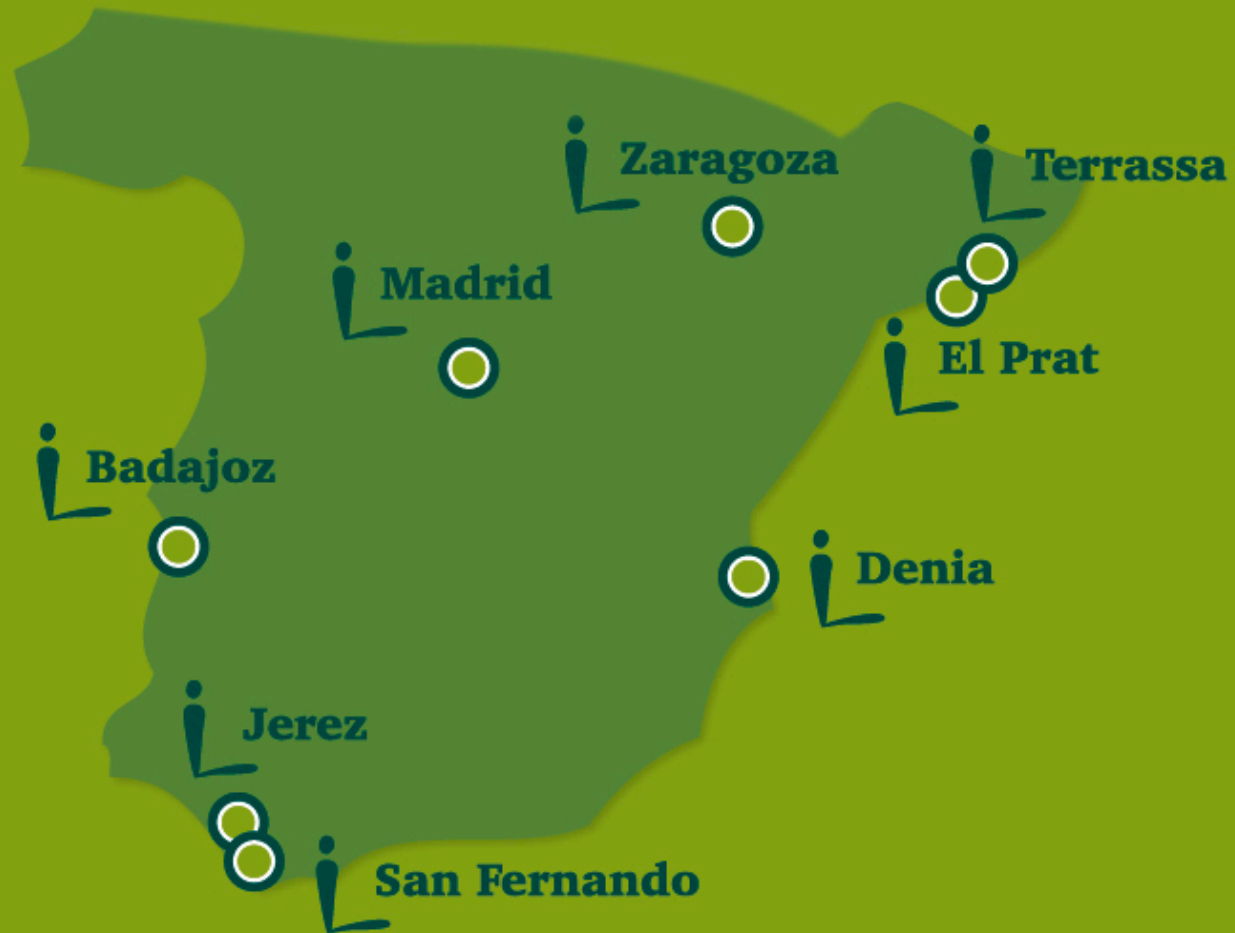 Zaragoza
Terrassa
Madrid
El Prat
Badajoz
Denia
Jerez
San Fernando